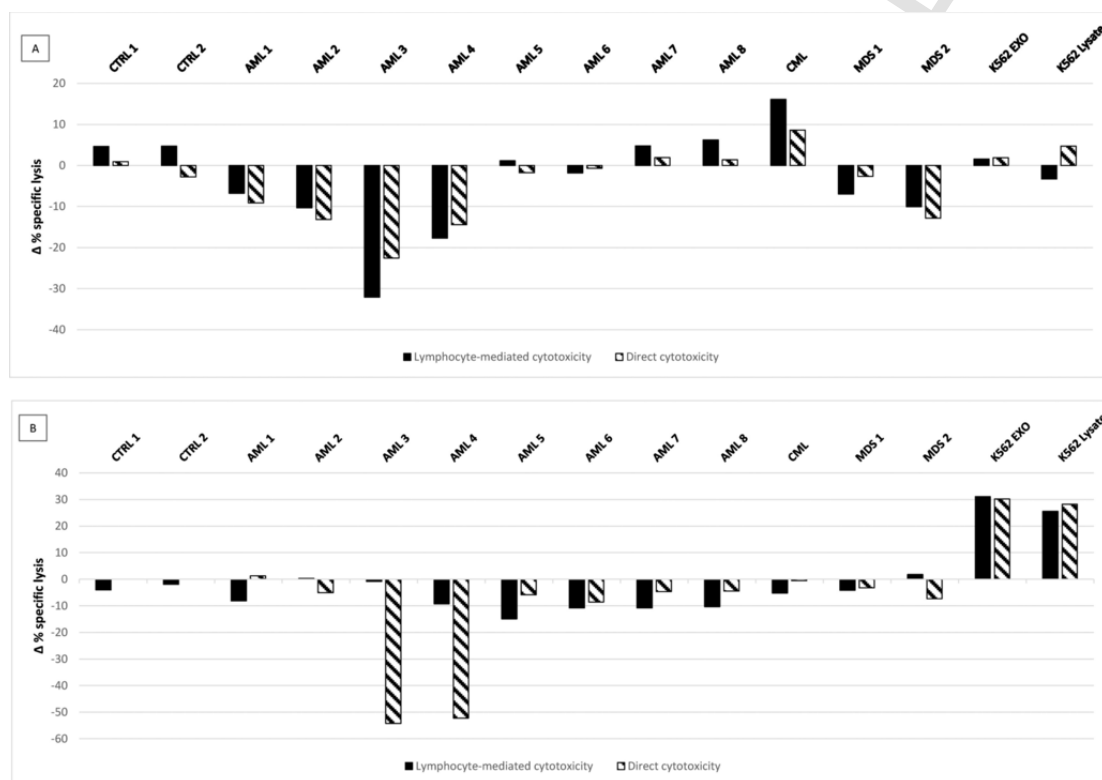 A
CTRL 1 CTRL 2 AML 1 AML 2 AML 3 AML 4 AML 5 AML 6 AML 7 AML 8 CML MDS 1 MDS 2 K562 EXO K562 Lysate
20
10
0
-10
-20
-30
-40
Δ % specific lysis
Lymphocyte-mediated cytotoxicity Direct cytotoxicity
B
CTRL 1 CTRL 2 AML 1 AML 2 AML 3 AML 4 AML 5 AML 6 AML 7 AML 8 CML MDS 1 MDS 2 K562 EXO K562 Lysate
40
30
20
10
0
-10
-20
-30
-40
-50
-60
Δ % specific lysis
Lymphocyte-mediated cytotoxicity Direct cytotoxicity